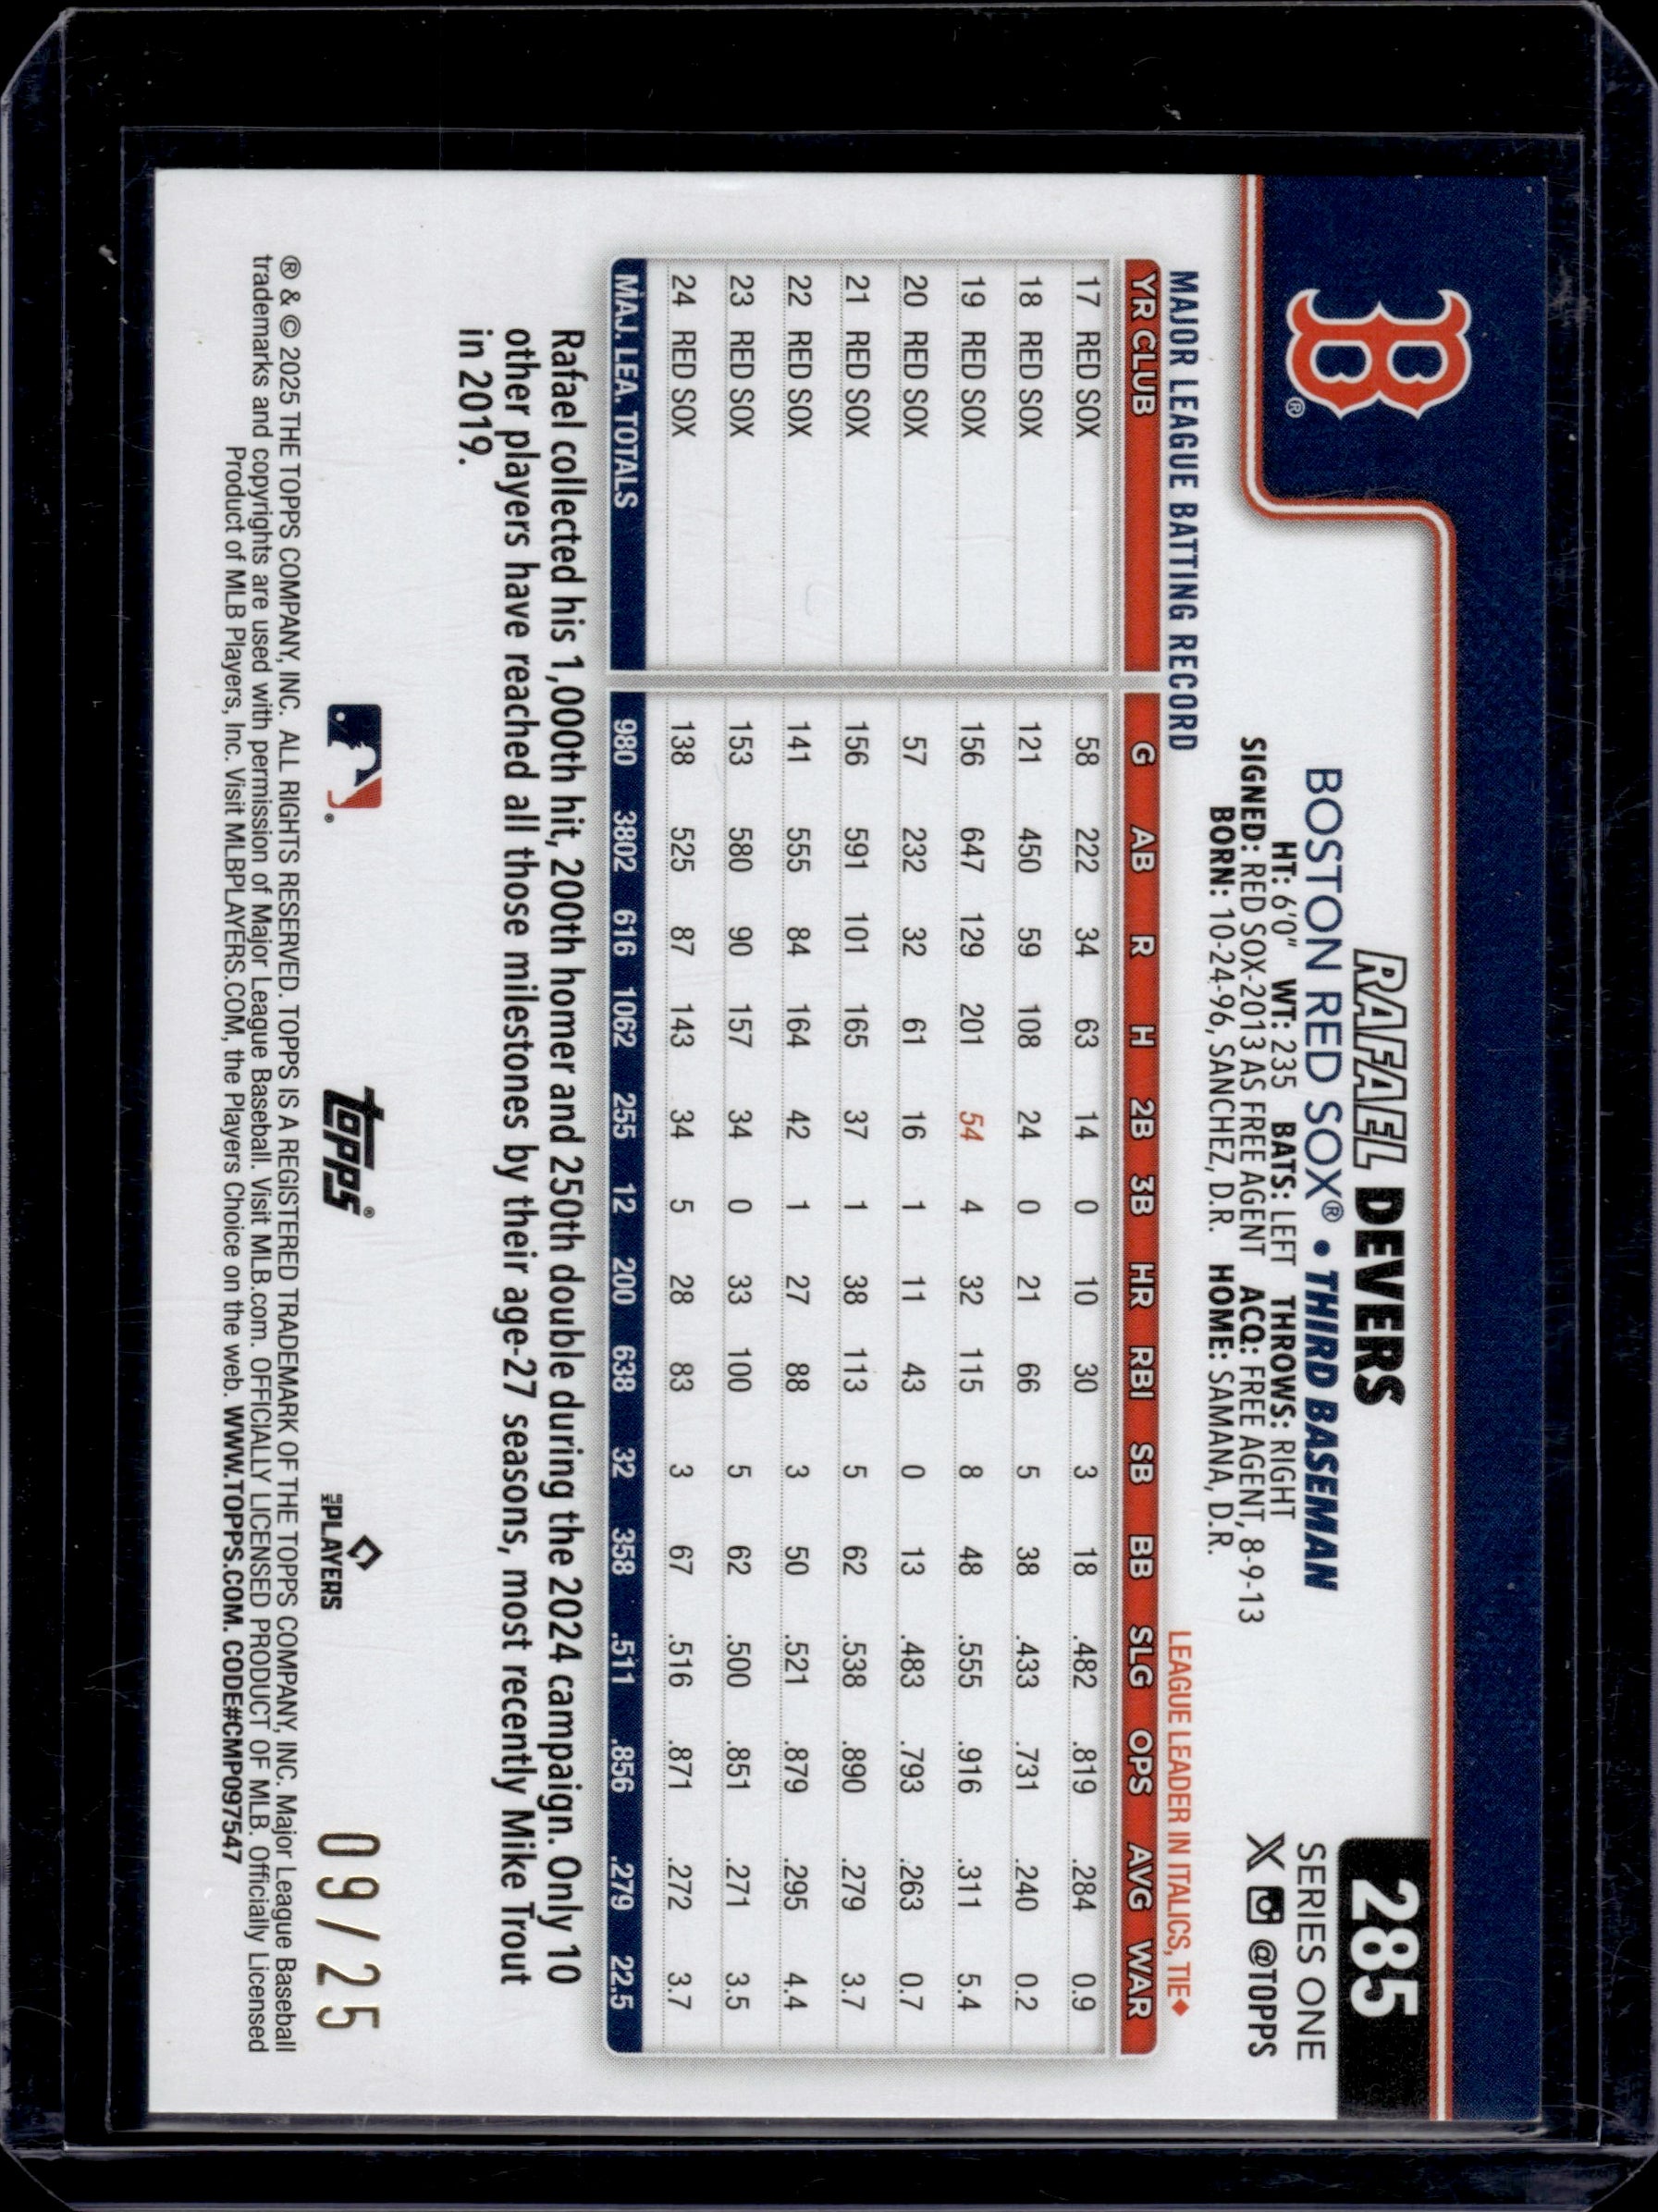 B®
285
RAFAEL DEVERS
SERIES ONE
BOSTON RED SOX® • THIRD BASEMAN
X @TOPPS
HT: 6'0" WT: 235 BATS: LEFT THROWS: RIGHT
SIGNED: RED SOX-2013 AS FREE AGENT ACQ: FREE AGENT, 8-9-13
BORN: 10-24-96, SANCHEZ, D.R. HOME: SAMANA, D.R.
MAJOR LEAGUE BATTING RECORD LEAGUE LEADER IN ITALICS, TIE♦
YR CLUB G AB R H 2B 3B HR RBI SB BB SLG OPS AVG WAR
17 RED SOX 58 222 34 63 14 0 10 30 3 18 .482 .819 .284 0.9
18 RED SOX 121 450 59 108 24 0 21 66 5 38 .433 .731 .240 0.2
19 RED SOX 156 647 129 201 54 4 32 115 8 48 .555 .916 .311 5.4
20 RED SOX 57 232 32 61 16 1 11 43 0 13 .483 .793 .263 0.7
21 RED SOX 156 591 101 165 37 1 38 113 5 62 .538 .890 .279 3.7
22 RED SOX 141 555 84 164 42 1 27 88 3 50 .521 .879 .295 4.4
23 RED SOX 153 580 90 157 34 0 33 100 5 62 .500 .851 .271 3.5
24 RED SOX 138 525 87 143 34 5 28 83 3 67 .516 .871 .272 3.7
MAJ. LEA. TOTALS 980 3802 616 1062 255 12 200 638 32 358 .511 .856 .279 22.5
Rafael collected his 1,000th hit, 200th homer and 250th double during the 2024 campaign. Only 10
other players have reached all those milestones by their age-27 seasons, most recently Mike Trout
in 2019.
topps®
MLB PLAYERS
09/25
® & © 2025 THE TOPPS COMPANY, INC. ALL RIGHTS RESERVED. TOPPS IS A REGISTERED TRADEMARK OF THE TOPPS COMPANY, INC. Major League Baseball
trademarks and copyrights are used with permission of Major League Baseball. Visit MLB.com. OFFICIALLY LICENSED PRODUCT OF MLB. Officially Licensed
Product of MLB Players, Inc. Visit MLBPLAYERS.COM, the Players Choice on the web. WWW.TOPPS.COM. CODE#CMP097547